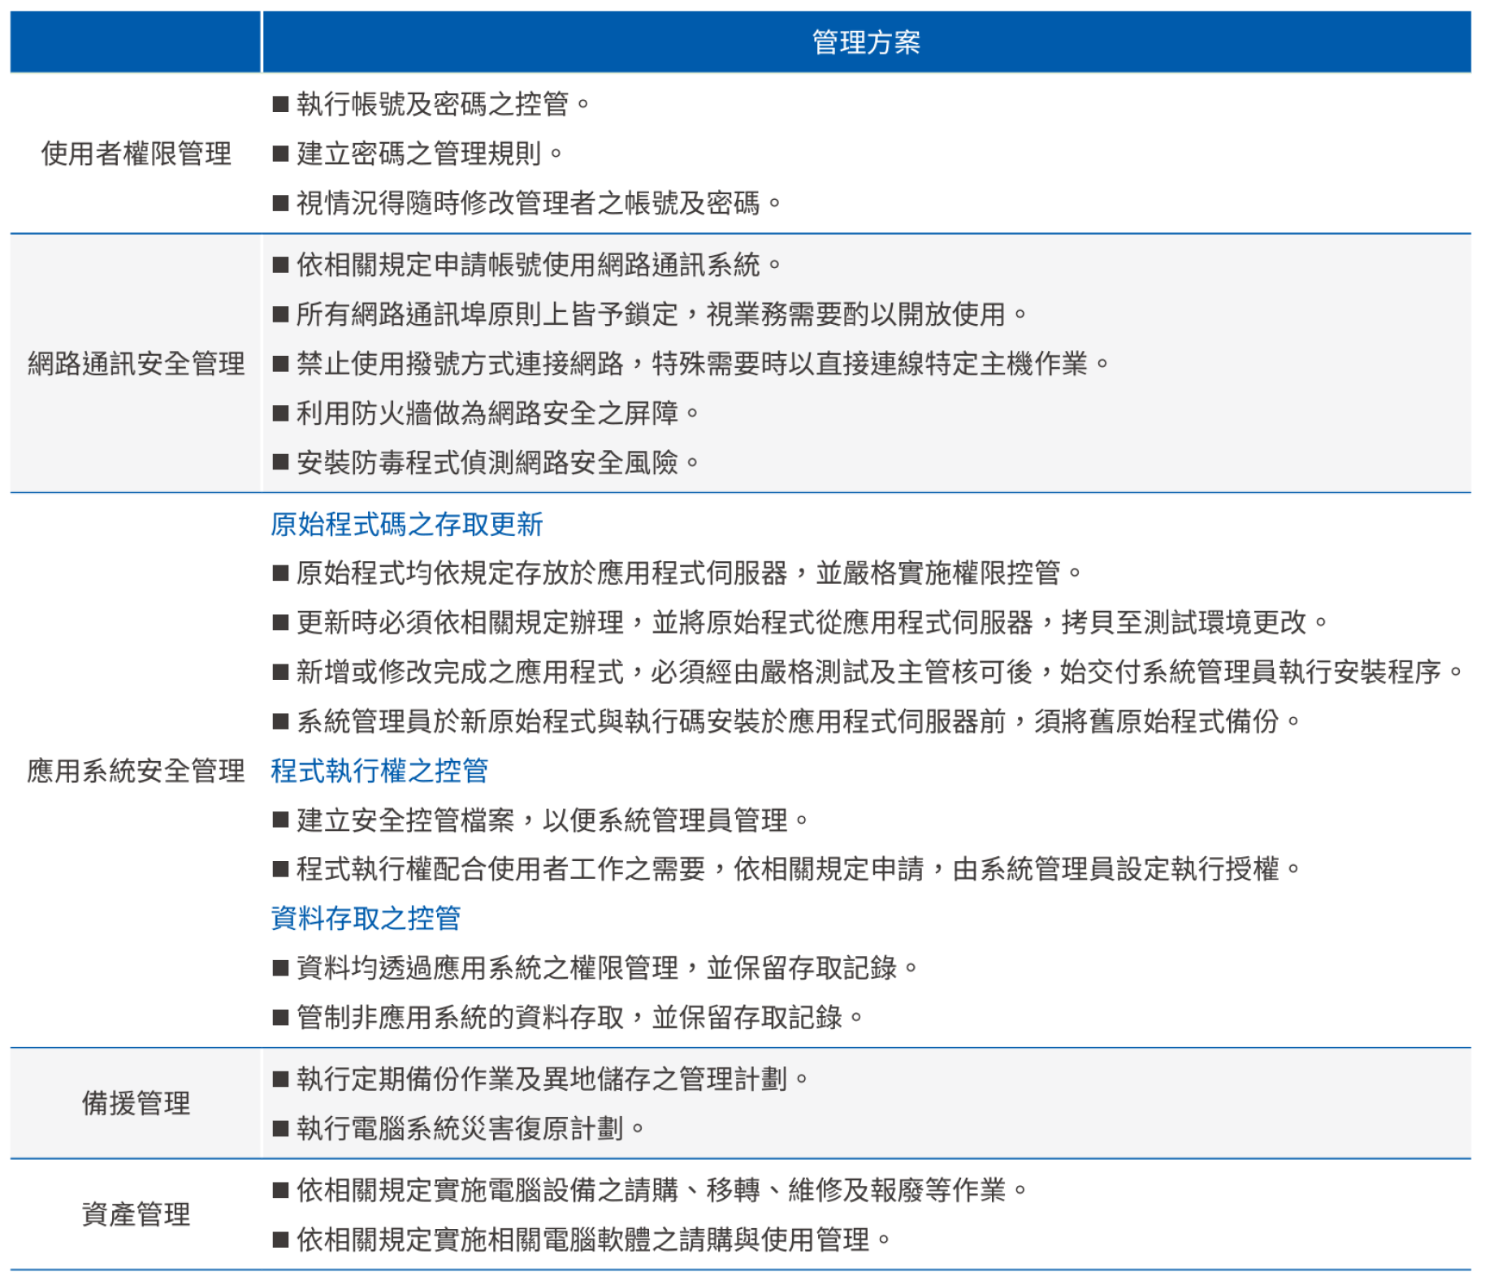 管理方案
使用者權限管理
■ 執行帳號及密碼之控管。
■ 建立密碼之管理規則。
■ 視情況得隨時修改管理者之帳號及密碼。
網路通訊安全管理
■ 依相關規定申請帳號使用網路通訊系統。
■ 所有網路通訊埠原則上皆予鎖定，視業務需要酌以開放使用。
■ 禁止使用撥號方式連接網路，特殊需要時以直接連線特定主機作業。
■ 利用防火牆做為網路安全之屏障。
■ 安裝防毒程式偵測網路安全風險。
應用系統安全管理
原始程式碼之存取更新
■ 原始程式均依規定存放於應用程式伺服器，並嚴格實施權限控管。
■ 更新時必須依相關規定辦理，並將原始程式從應用程式伺服器，拷貝至測試環境更改。
■ 新增或修改完成之應用程式，必須經由嚴格測試及主管核可後，始交付系統管理員執行安裝程序。
■ 系統管理員於新原始程式與執行碼安裝於應用程式伺服器前，須將舊原始程式備份。
程式執行權之控管
■ 建立安全控管檔案，以便系統管理員管理。
■ 程式執行權配合使用者工作之需要，依相關規定申請，由系統管理員設定執行授權。
資料存取之控管
■ 資料均透過應用系統之權限管理，並保留存取記錄。
■ 管制非應用系統的資料存取，並保留存取記錄。
備援管理
■ 執行定期備份作業及異地儲存之管理計劃。
■ 執行電腦系統災害復原計劃。
資產管理
■ 依相關規定實施電腦設備之請購、移轉、維修及報廢等作業。
■ 依相關規定實施相關電腦軟體之請購與使用管理。